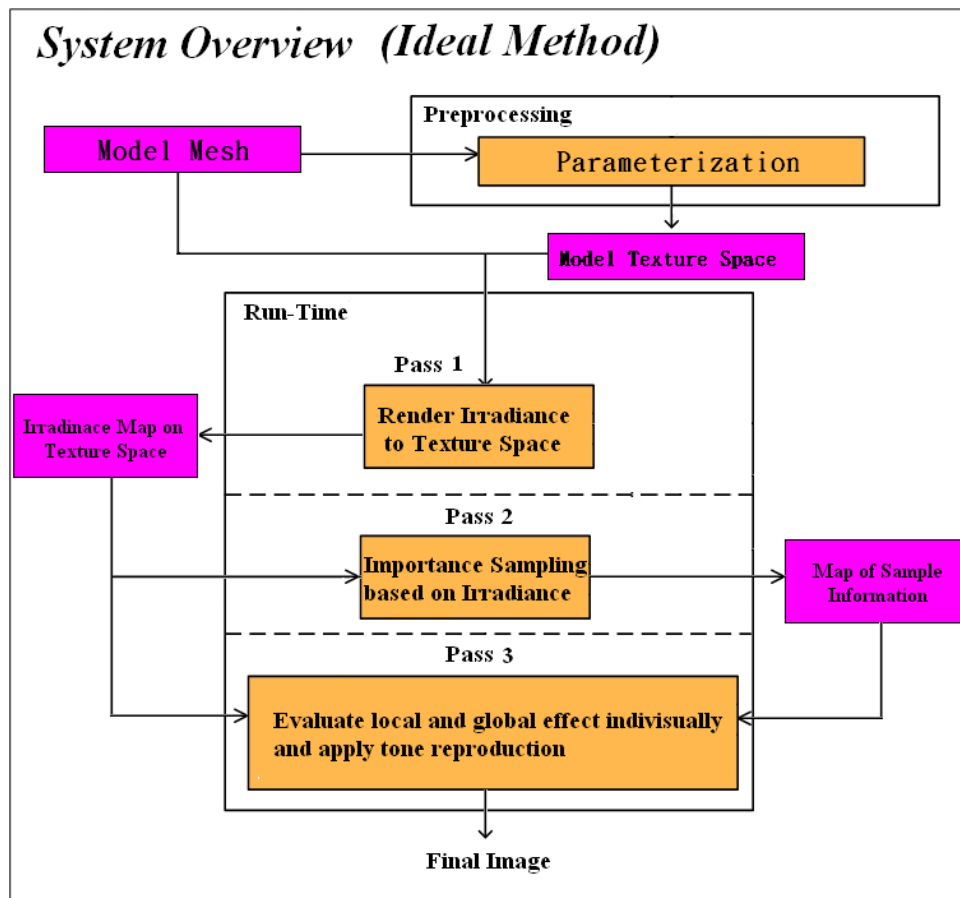 System Overview (Ideal Method)
Preprocessing
Model Mesh
Parameterization
Model Texture Space
Run-Time
Pass 1
Render Irradiance
to Texture Space
Irradinace Map on
Texture Space
Pass 2
Importance Sampling
based on Irradiance
Map of Sample
Information
Pass 3
Evaluate local and global effect indivisually
and apply tone reproduction
Final Image